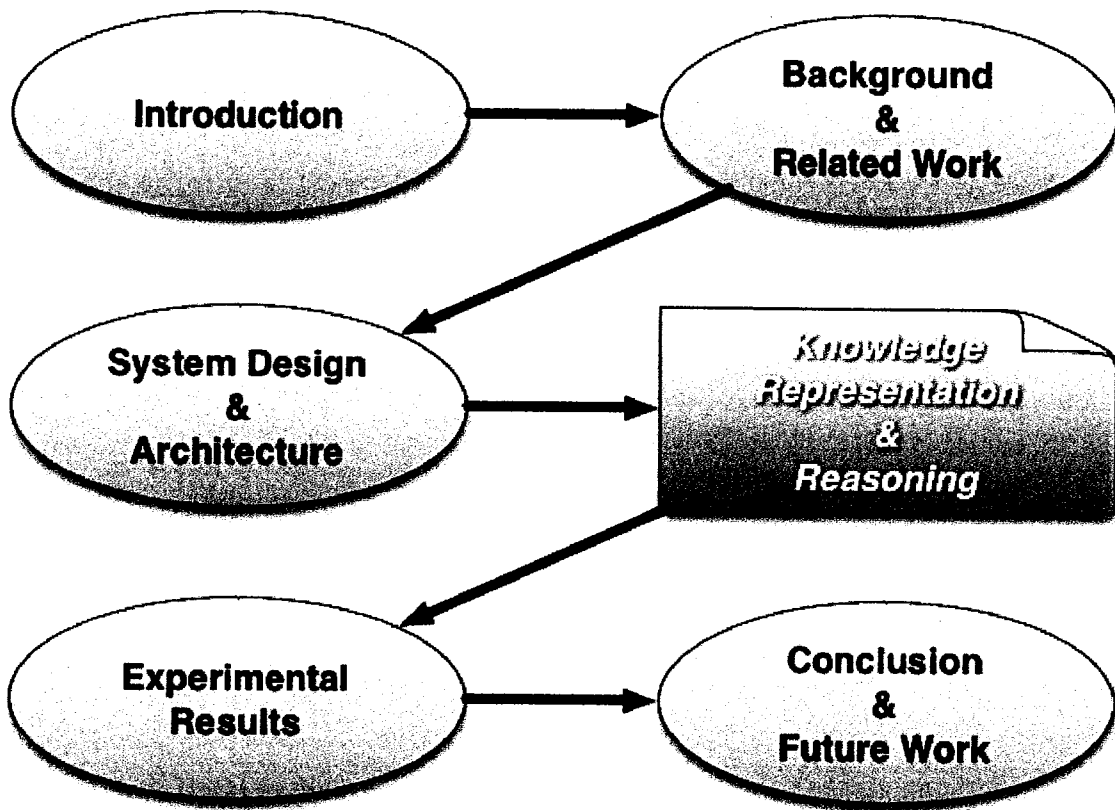 Introduction
Background
&
Related Work
System Design
&
Architecture
Knowledge
Representation
&
Reasoning
Experimental
Results
Conclusion
&
Future Work